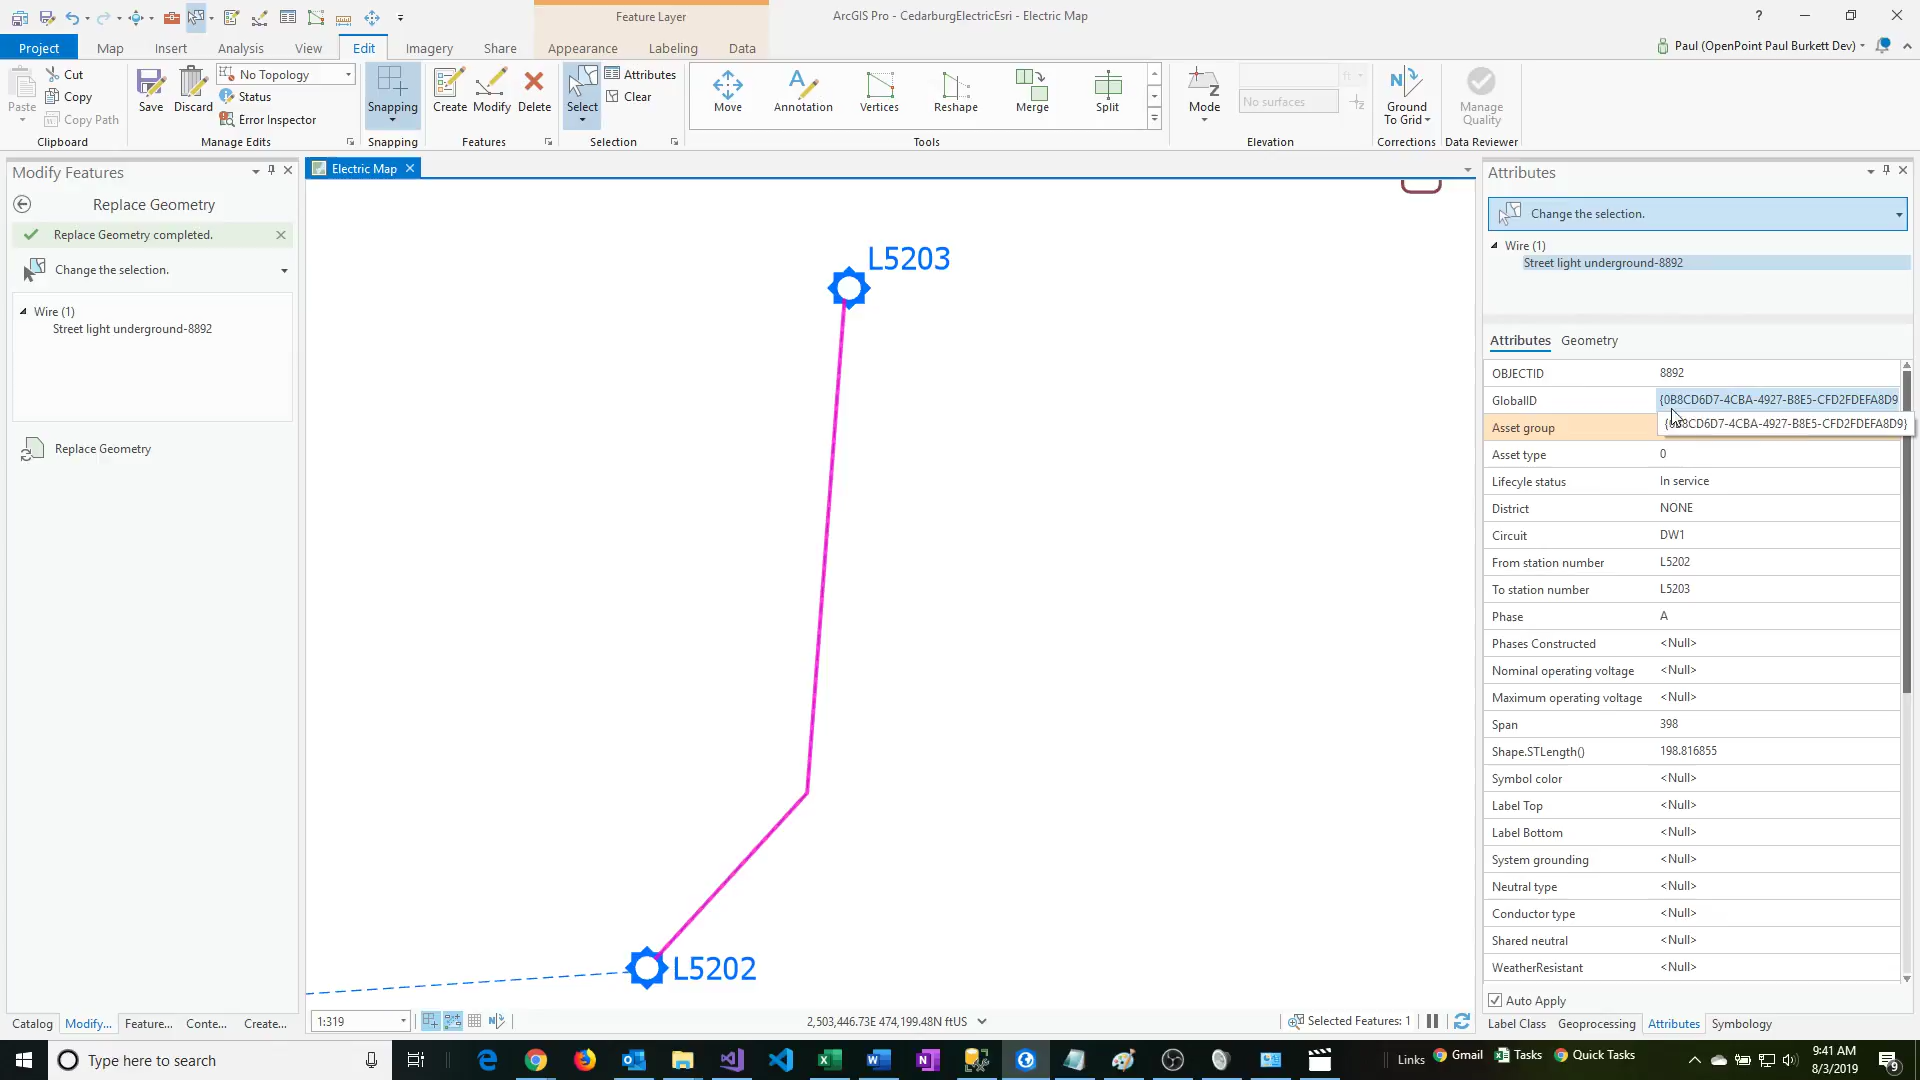 Feature Layer
ArcGIS Pro - CedarburgElectricEsri - Electric Map
?
Project
Map
Insert
Analysis
View
Edit
Imagery
Share
Appearance
Labeling
Data
Paul (OpenPoint Paul Burkett Dev)
Paste
Cut
Copy
Copy Path
Clipboard
Save
Discard
No Topology
Status
Error Inspector
Manage Edits
Snapping
Snapping
Create
Modify
Delete
Features
Select
Attributes
Clear
Selection
Move
Annotation
Vertices
Reshape
Merge
Split
Tools
Mode
ft
No surfaces
Elevation
Ground
To Grid
Corrections
Manage
Quality
Data Reviewer
Modify Features
Replace Geometry
Replace Geometry completed.
Change the selection.
Wire (1)
Street light underground-8892
Replace Geometry
Catalog
Modify...
Feature...
Conte...
Create...
Electric Map
L5203
L5202
1:319
2,503,446.73E 474,199.48N ftUS
Selected Features: 1
Attributes
Change the selection.
Wire (1)
Street light underground-8892
Attributes
Geometry
OBJECTID 8892
GlobalID {0B8CD6D7-4CBA-4927-B8E5-CFD2FDEFA8D9
Asset group {0B8CD6D7-4CBA-4927-B8E5-CFD2FDEFA8D9}
Asset type 0
Lifecyle status In service
District NONE
Circuit DW1
From station number L5202
To station number L5203
Phase A
Phases Constructed <Null>
Nominal operating voltage <Null>
Maximum operating voltage <Null>
Span 398
Shape.STLength() 198.816855
Symbol color <Null>
Label Top <Null>
Label Bottom <Null>
System grounding <Null>
Neutral type <Null>
Conductor type <Null>
Shared neutral <Null>
WeatherResistant <Null>
Auto Apply
Label Class
Geoprocessing
Attributes
Symbology
Type here to search
Links
Gmail
Tasks
Quick Tasks
9:41 AM
8/3/2019
9